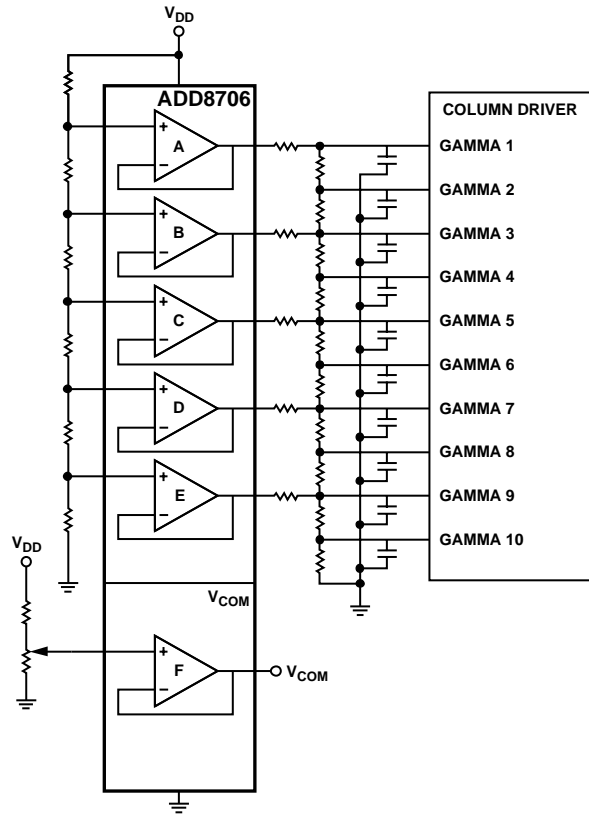 VDD
ADD8706
COLUMN DRIVER
+
A
−
GAMMA 1
GAMMA 2
+
B
−
GAMMA 3
GAMMA 4
+
C
−
GAMMA 5
GAMMA 6
+
D
−
GAMMA 7
GAMMA 8
+
E
−
GAMMA 9
GAMMA 10
VDD
VCOM
+
F
−
VCOM